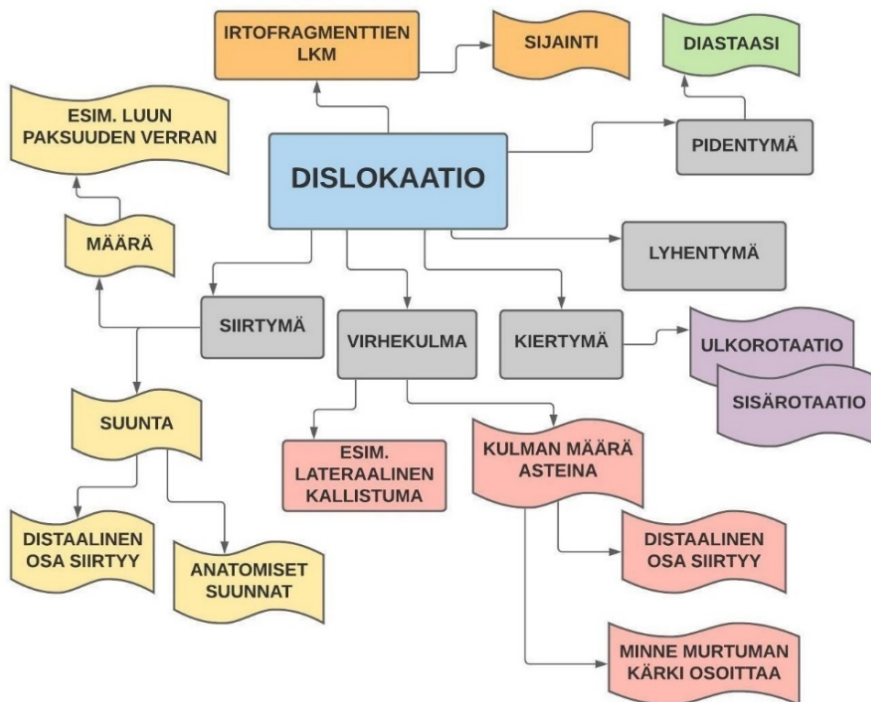 IRTOFRAGMENTTIEN
LKM
SIJAINTI
DIASTAASI
ESIM. LUUN
PAKSUUDEN VERRAN
PIDENTYMÄ
DISLOKAATIO
MÄÄRÄ
LYHENTYMÄ
SIIRTYMÄ
VIRHEKULMA
KIERTYMÄ
ULKOROTAATIO
SISÄROTAATIO
SUUNTA
ESIM.
LATERAALINEN
KALLISTUMA
KULMAN MÄÄRÄ
ASTEINA
DISTAALINEN
OSA SIIRTYY
ANATOMISET
SUUNNAT
DISTAALINEN
OSA SIIRTYY
MINNE MURTUMAN
KÄRKI OSOITTAA